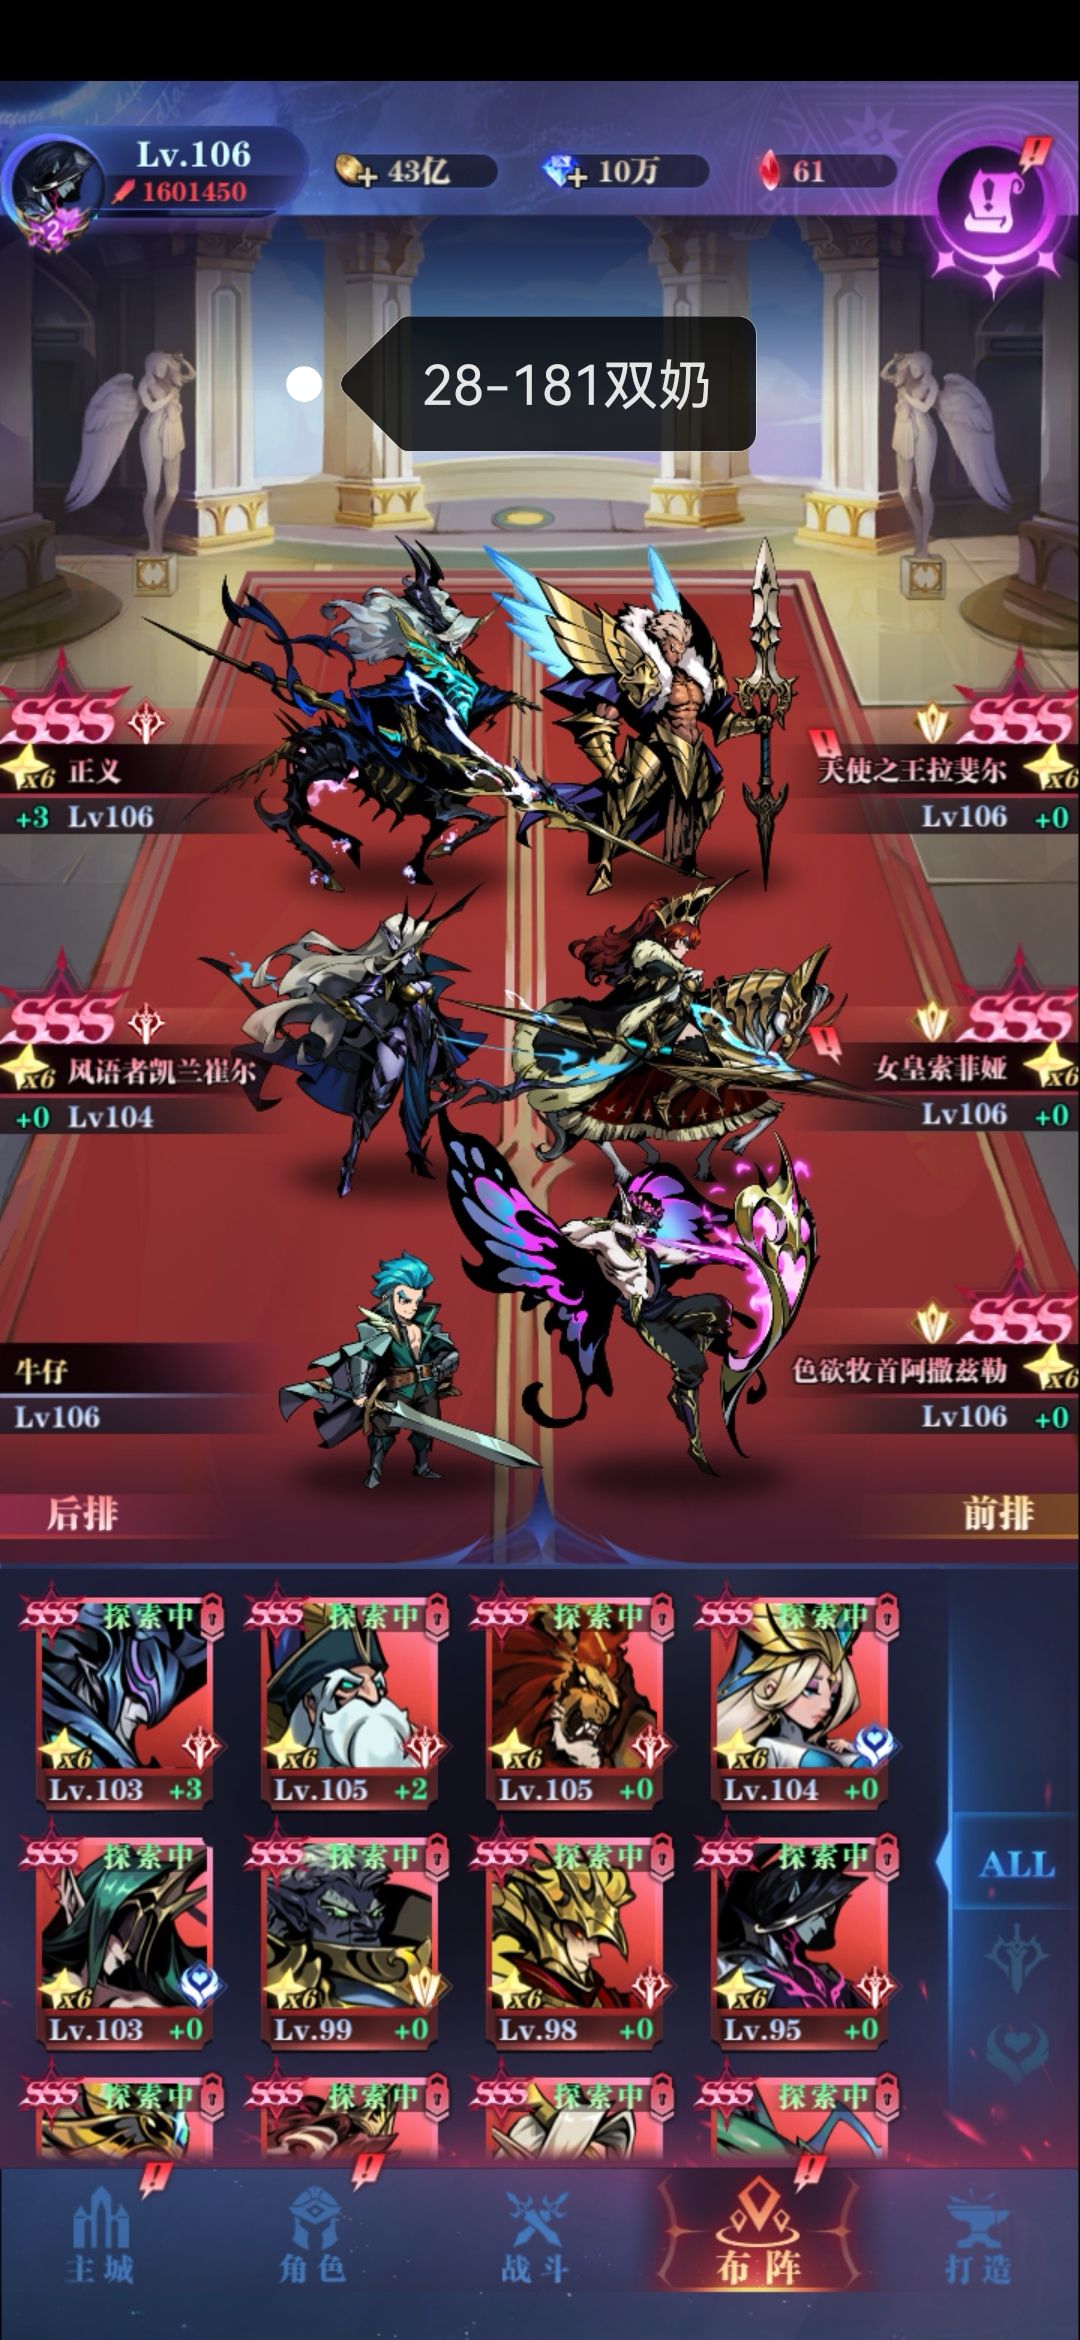 Lv.106
1601450
43亿
10万
61
2
28-181双奶
SSS
SSS
x6 正义
天使之王拉斐尔 x6
+3 Lv106
Lv106 +0
SSS
SSS
x6 风语者凯兰崔尔
女皇索菲娅 x6
+0 Lv104
Lv106 +0
SSS
牛仔
色欲牧首阿撒兹勒 x6
Lv106
Lv106 +0
后排
前排
SSS 探索中
SSS 探索中
SSS 探索中
SSS 探索中
x6
x6
x6
x6
Lv.103 +3
Lv.105 +2
Lv.105 +0
Lv.104 +0
SSS 探索中
SSS 探索中
SSS 探索中
SSS 探索中
ALL
x6
x6
x6
x6
Lv.103 +0
Lv.99 +0
Lv.98 +0
Lv.95 +0
SSS 探索中
SSS 探索中
SSS 探索中
SSS 探索中
主城
角色
战斗
布阵
打造